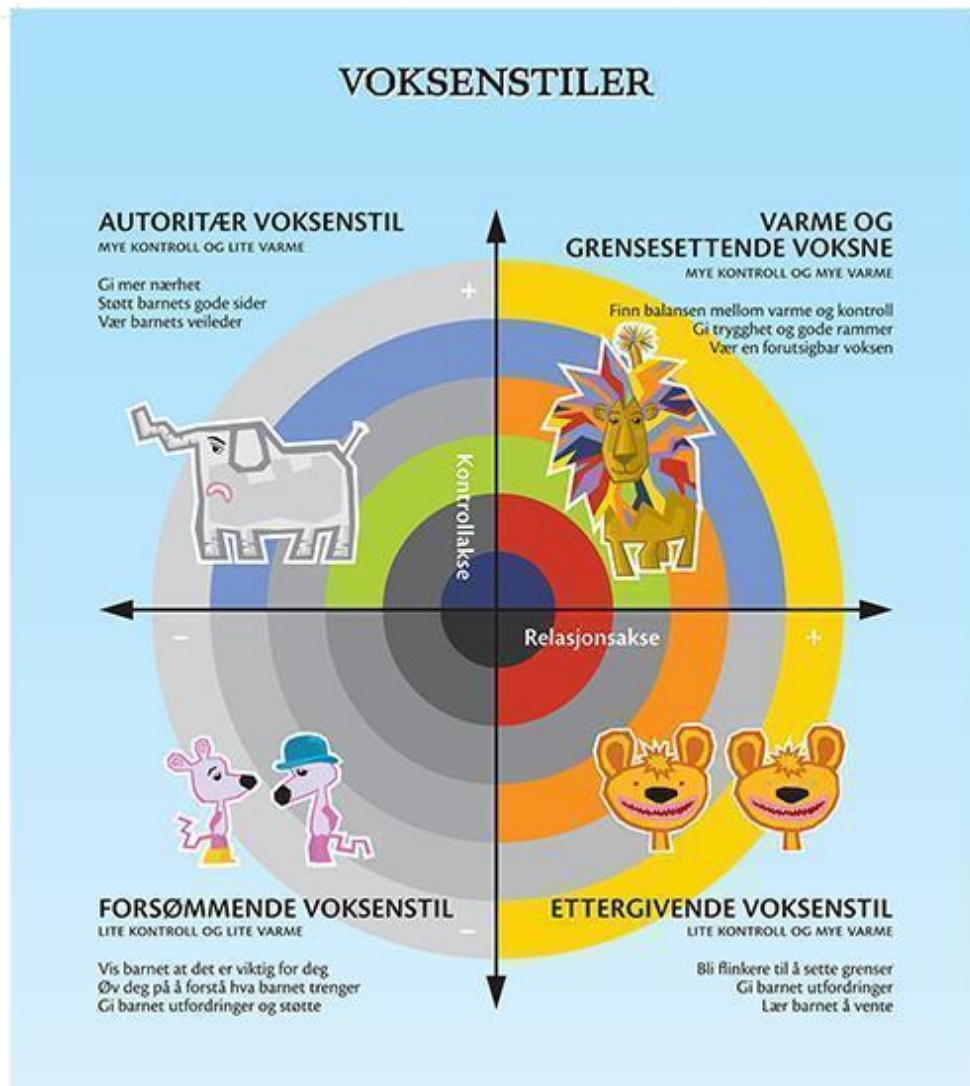 VOKSENSTILER
AUTORITÆR VOKSENSTIL
MYE KONTROLL OG LITE VARME
Gi mer nærhet
Støtt barnets gode sider
Vær barnets veileder
VARME OG
GRENSESETTENDE VOKSNE
MYE KONTROLL OG MYE VARME
Finn balansen mellom varme og kontroll
Gi trygghet og gode rammer
Vær en forutsigbar voksen
+
Kontrollakse
–
Relasjonsakse
+
–
FORSØMMENDE VOKSENSTIL
LITE KONTROLL OG LITE VARME
Vis barnet at det er viktig for deg
Øv deg på å forstå hva barnet trenger
Gi barnet utfordringer og støtte
ETTERGIVENDE VOKSENSTIL
LITE KONTROLL OG MYE VARME
Bli flinkere til å sette grenser
Gi barnet utfordringer
Lær barnet å vente